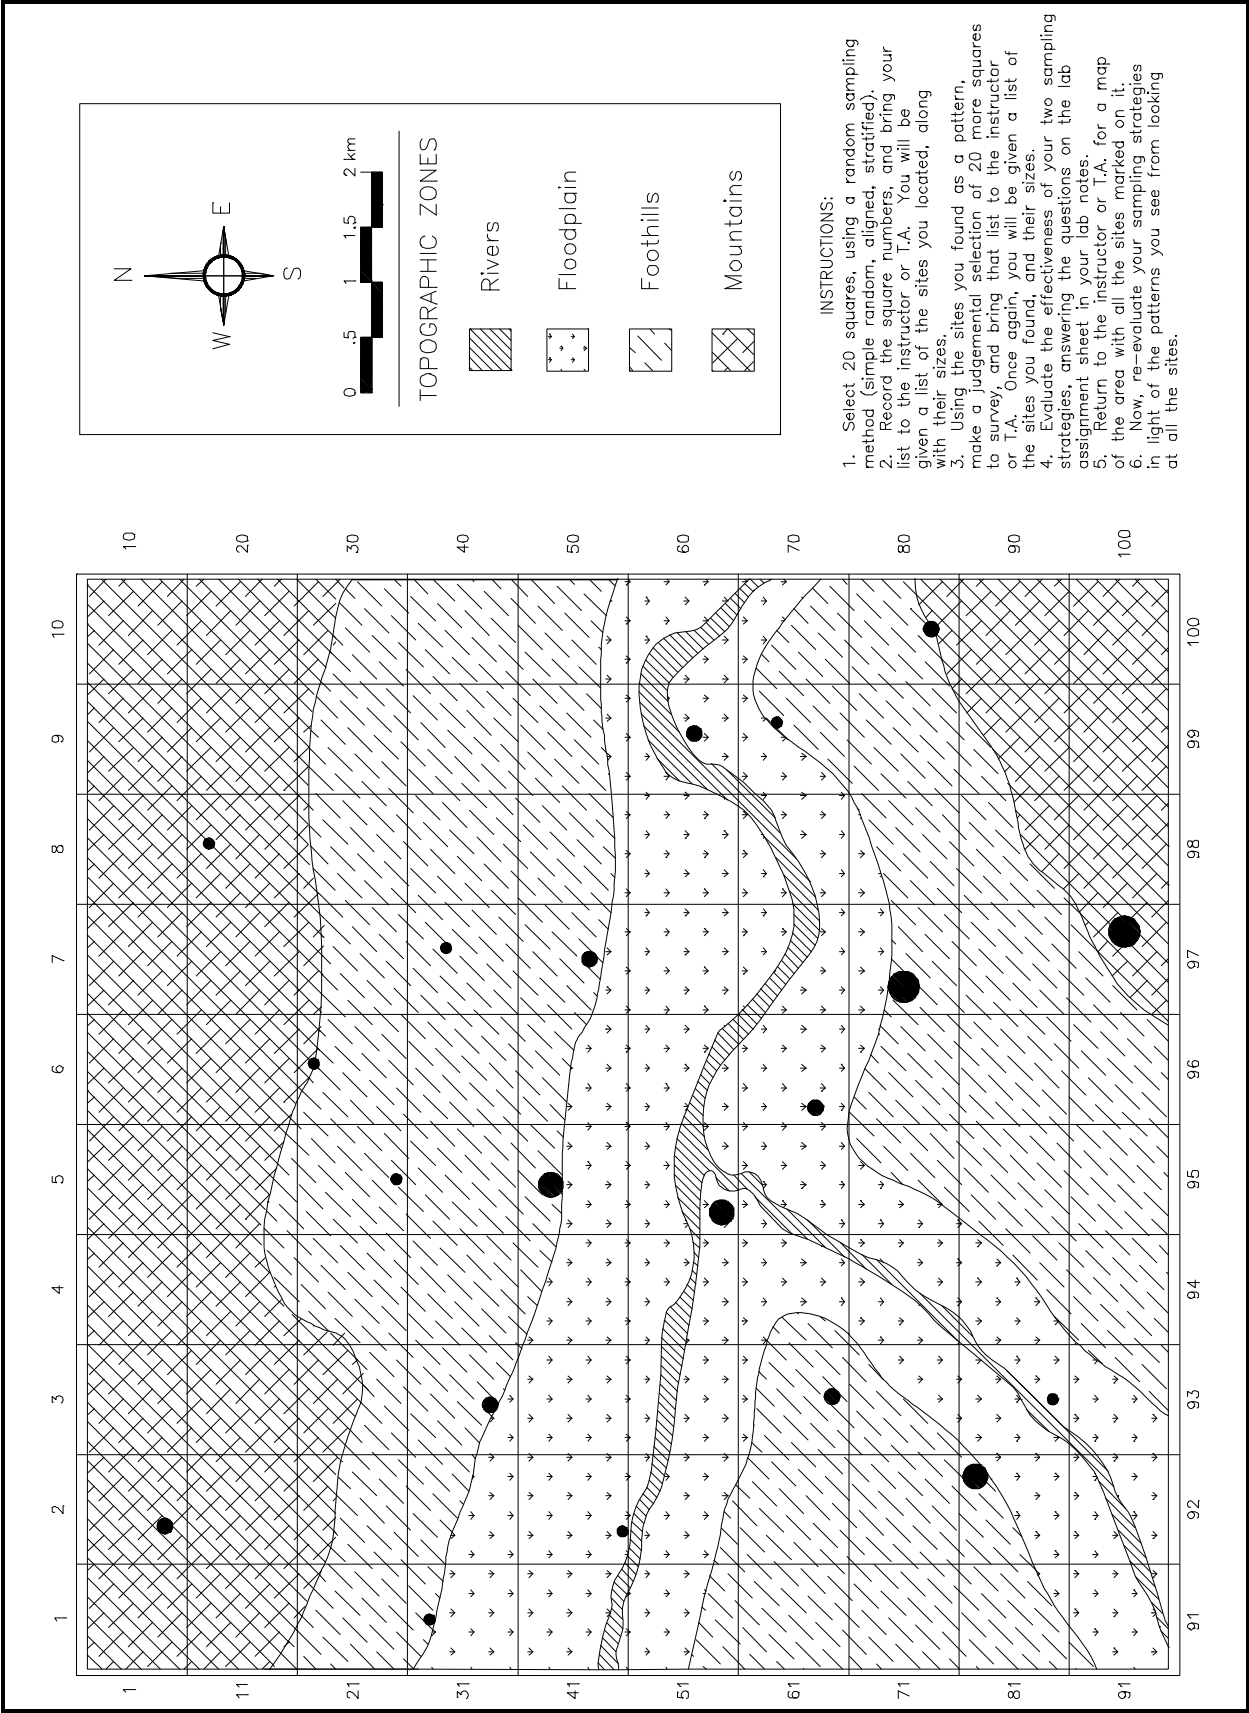 1 2 3 4 5 6 7 8 9 10
1 10
11 20
21 30
31 40
41 50
51 60
61 70
71 80
81 90
91 100
91 92 93 94 95 96 97 98 99 100
N
W E
S
0 .5 1 1.5 2 km
TOPOGRAPHIC ZONES
Rivers
Floodplain
Foothills
Mountains
INSTRUCTIONS:
1. Select 20 squares, using a random sampling
method (simple random, aligned, stratified).
2. Record the square numbers, and bring your
list to the instructor or T.A. You will be
given a list of the sites you located, along
with their sizes.
3. Using the sites you found as a pattern,
make a judgemental selection of 20 more squares
to survey, and bring that list to the instructor
or T.A. Once again, you will be given a list of
the sites you found, and their sizes.
4. Evaluate the effectiveness of your two sampling
strategies, answering the questions on the lab
assignment sheet in your lab notes.
5. Return to the instructor or T.A. for a map
of the area with all the sites marked on it.
6. Now, re-evaluate your sampling strategies
in light of the patterns you see from looking
at all the sites.